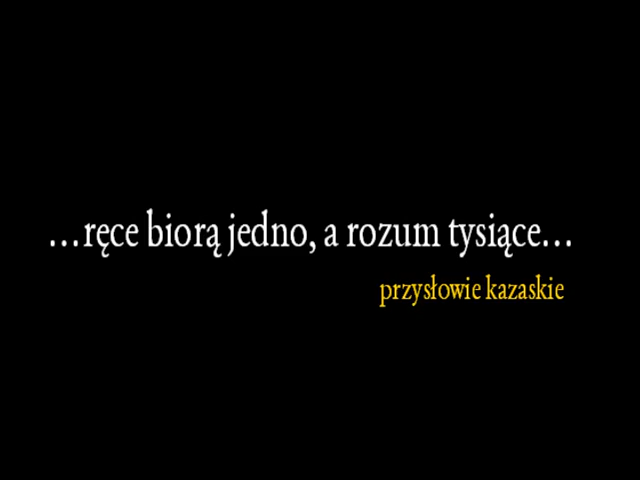 ...ręce biorą jedno, a rozum tysiące...
przysłowie kazaskie